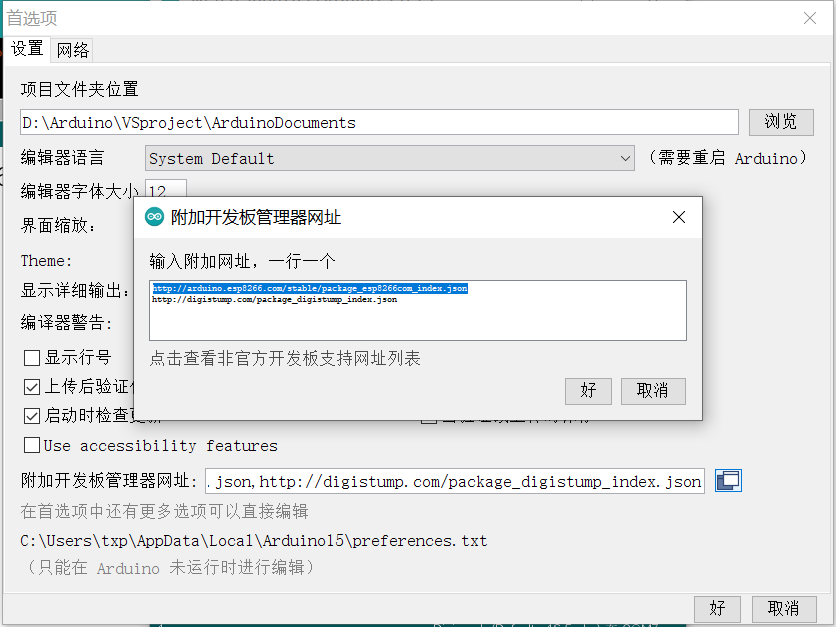 首选项
设置 网络
项目文件夹位置
D:\Arduino\VSproject\ArduinoDocuments 浏览
编辑器语言 System Default （需要重启 Arduino）
编辑器字体大小 12
界面缩放：
附加开发板管理器网址
Theme:
输入附加网址，一行一个
显示详细输出：
http://arduino.esp8266.com/stable/package_esp8266com_index.json
http://digistump.com/package_digistump_index.json
编译器警告：
显示行号
点击查看非官方开发板支持网址列表
上传后验证
好 取消
启动时检查
Use accessibility features
附加开发板管理器网址： .json,http://digistump.com/package_digistump_index.json
在首选项中还有更多选项可以直接编辑
C:\Users\txp\AppData\Local\Arduino15\preferences.txt
（只能在 Arduino 未运行时进行编辑）
好 取消